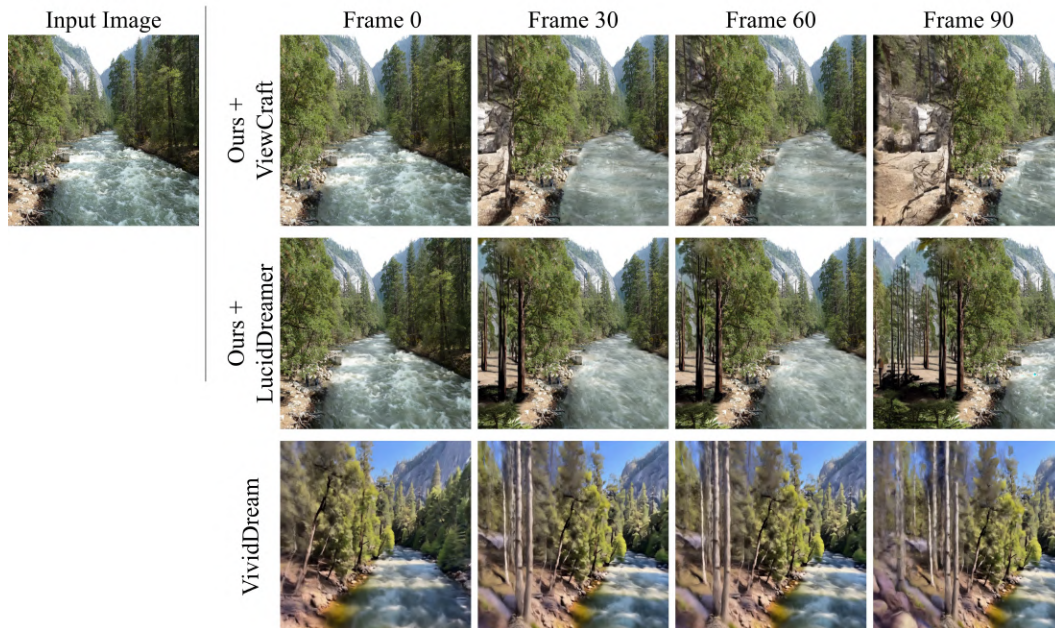 Input Image
Frame 0
Frame 30
Frame 60
Frame 90
Ours +
ViewCraft
Ours +
LucidDreamer
VividDream